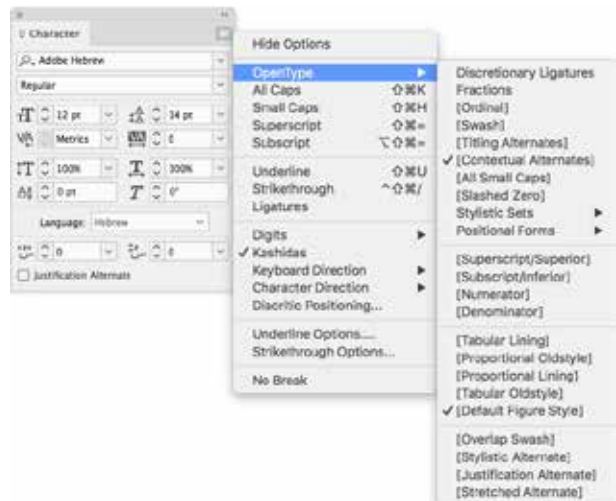 Character
Adobe Hebrew
Regular
12 pt
14 pt
Metrics
0
100%
100%
0 pt
0°
Language: Hebrew
0
0
Justification Alternate
Hide Options
OpenType
All Caps ⇧⌘K
Small Caps ⇧⌘H
Superscript ⇧⌘=
Subscript ⌥⇧⌘=
Underline ⇧⌘U
Strikethrough ^⇧⌘/
Ligatures
Digits
✓ Kashidas
Keyboard Direction
Character Direction
Diacritic Positioning...
Underline Options...
Strikethrough Options...
No Break
Discretionary Ligatures
Fractions
[Ordinal]
[Swash]
[Titling Alternates]
✓ [Contextual Alternates]
[All Small Caps]
[Slashed Zero]
Stylistic Sets
Positional Forms
[Superscript/Superior]
[Subscript/Inferior]
[Numerator]
[Denominator]
[Tabular Lining]
[Proportional Oldstyle]
[Proportional Lining]
[Tabular Oldstyle]
✓ [Default Figure Style]
[Overlap Swash]
[Stylistic Alternate]
[Justification Alternate]
[Stretched Alternate]